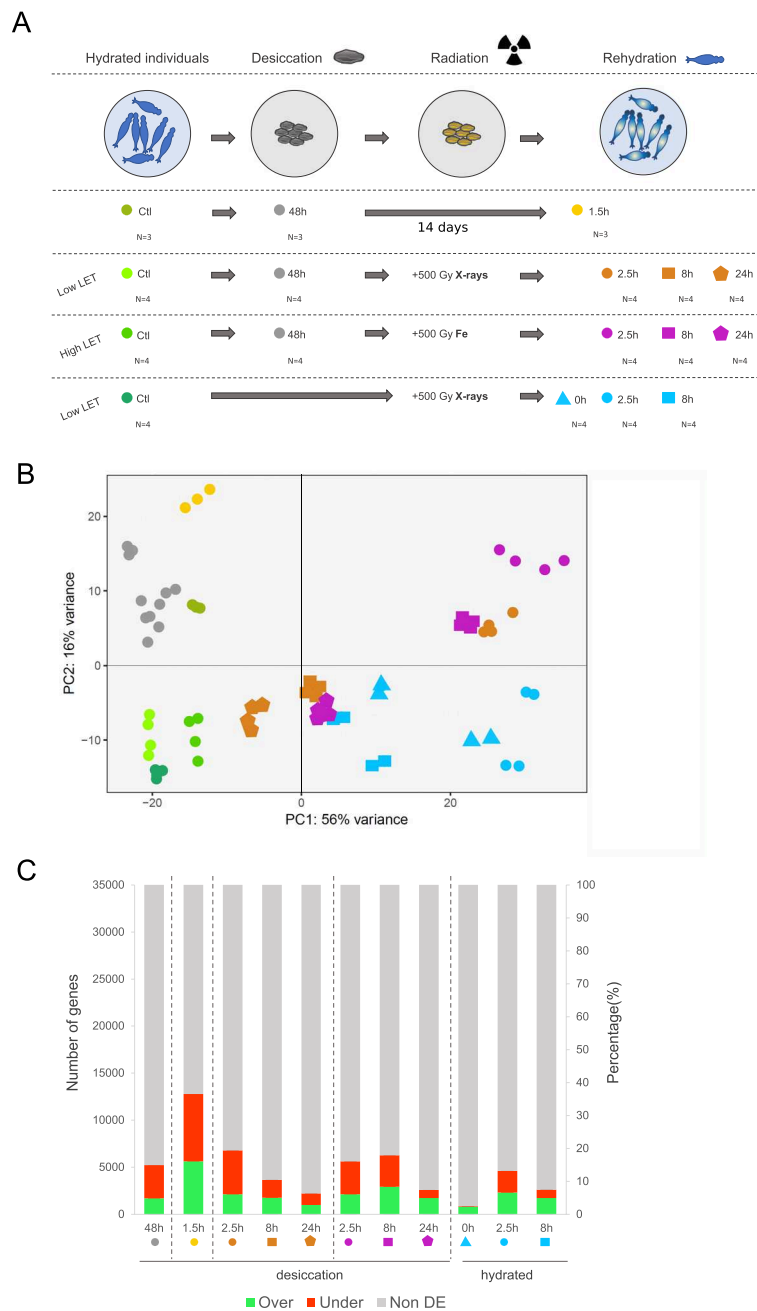 A
Hydrated individuals Desiccation Radiation Rehydration
Ctl 48h 14 days 1.5h
N=3 N=3 N=3
Low LET Ctl 48h +500 Gy X-rays 2.5h 8h 24h
N=4 N=4 N=4 N=4 N=4
High LET Ctl 48h +500 Gy Fe 2.5h 8h 24h
N=4 N=4 N=4 N=4 N=4
Low LET Ctl +500 Gy X-rays 0h 2.5h 8h
N=4 N=4 N=4 N=4
B
20
10
0
−10
PC2: 16% variance
−20 0 20
PC1: 56% variance
C
35000 100
90
30000
80
25000
70
20000 60
50
15000
40
10000 30
20
5000
10
0 0
Number of genes
Percentage(%)
48h 1.5h 2.5h 8h 24h 2.5h 8h 24h 0h 2.5h 8h
desiccation hydrated
Over Under Non DE